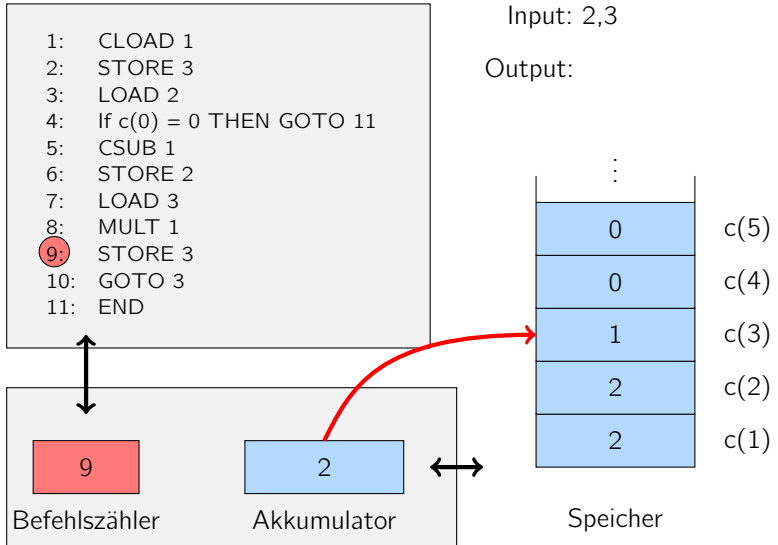 1: CLOAD 1
2: STORE 3
3: LOAD 2
4: If c(0) = 0 THEN GOTO 11
5: CSUB 1
6: STORE 2
7: LOAD 3
8: MULT 1
9: STORE 3
10: GOTO 3
11: END
Input: 2,3
Output:
⋮
0 c(5)
0 c(4)
1 c(3)
2 c(2)
2 c(1)
9 2
Befehlszähler Akkumulator Speicher